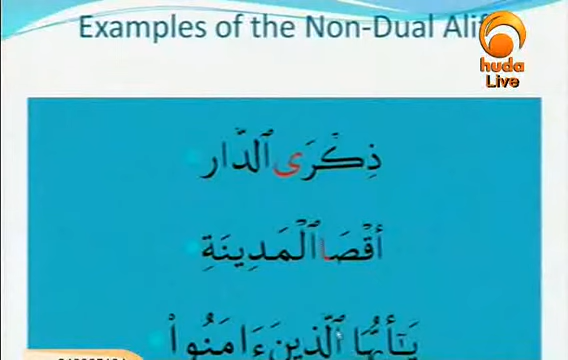 Examples of the Non-Dual Alif
huda
Live
ذِكْرَى ٱلدَّارِ
أَقْصَا ٱلْمَدِينَةِ
يَـٰٓأَيُّهَا ٱلَّذِينَ ءَامَنُواْ